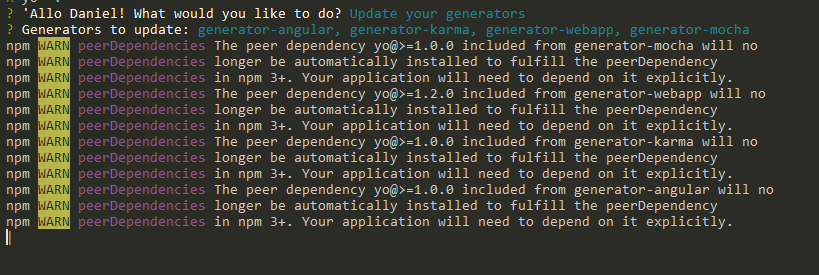 ? 'Allo Daniel! What would you like to do? Update your generators
? Generators to update: generator-angular, generator-karma, generator-webapp, generator-mocha
npm WARN peerDependencies The peer dependency yo@>=1.0.0 included from generator-mocha will no
npm WARN peerDependencies longer be automatically installed to fulfill the peerDependency
npm WARN peerDependencies in npm 3+. Your application will need to depend on it explicitly.
npm WARN peerDependencies The peer dependency yo@>=1.2.0 included from generator-webapp will no
npm WARN peerDependencies longer be automatically installed to fulfill the peerDependency
npm WARN peerDependencies in npm 3+. Your application will need to depend on it explicitly.
npm WARN peerDependencies The peer dependency yo@>=1.0.0 included from generator-karma will no
npm WARN peerDependencies longer be automatically installed to fulfill the peerDependency
npm WARN peerDependencies in npm 3+. Your application will need to depend on it explicitly.
npm WARN peerDependencies The peer dependency yo@>=1.0.0 included from generator-angular will no
npm WARN peerDependencies longer be automatically installed to fulfill the peerDependency
npm WARN peerDependencies in npm 3+. Your application will need to depend on it explicitly.